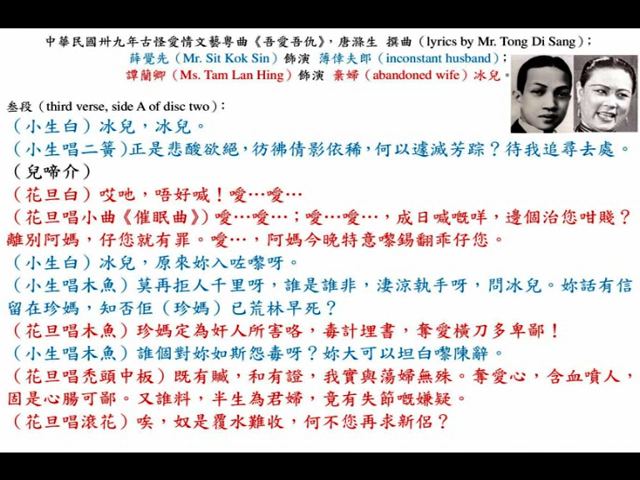 中華民國卅九年古怪愛情文藝粵曲《吾愛吾仇》，唐滌生 撰曲（lyrics by Mr. Tong Di Sang）；
薛覺先（Mr. Sit Kok Sin）飾演 薄倖夫郎（inconstant husband）；
譚蘭卿（Ms. Tam Lan Hing）飾演 棄婦（abandoned wife）冰兒。
叁段（third verse, side A of disc two）：
（小生白）冰兒，冰兒。
（小生唱二簧）正是悲酸欲絕，彷彿倩影依稀，何以遽滅芳踪？待我追尋去處。
（兒啼介）
（花旦白）哎吔，唔好喊！噯…噯…
（花旦唱小曲《催眠曲》）噯…噯…；噯…噯…，成日喊嘅咩，邊個治您咁賤？
離別阿媽，仔您就有罪。噯…，阿媽今晚特意嚟錫翻乖仔您。
（小生白）冰兒，原來妳入咗嚟呀。
（小生唱木魚）莫再拒人千里呀，誰是誰非，淒涼執手呀，問冰兒。妳話有信
留在珍媽，知否佢（珍媽）已荒林早死？
（花旦唱木魚）珍媽定為奸人所害咯，毒計埋書，奪愛橫刀多卑鄙！
（小生唱木魚）誰個對妳如斯怨毒呀？妳大可以坦白嚟陳辭。
（花旦唱禿頭中板）既有贓，和有證，我實與蕩婦無殊。奪愛心，含血噴人，
固是心腸可鄙。又誰料，半生為君婦，竟有失節嘅嫌疑。
（花旦唱滾花）唉，奴是覆水難收，何不您再求新侶？